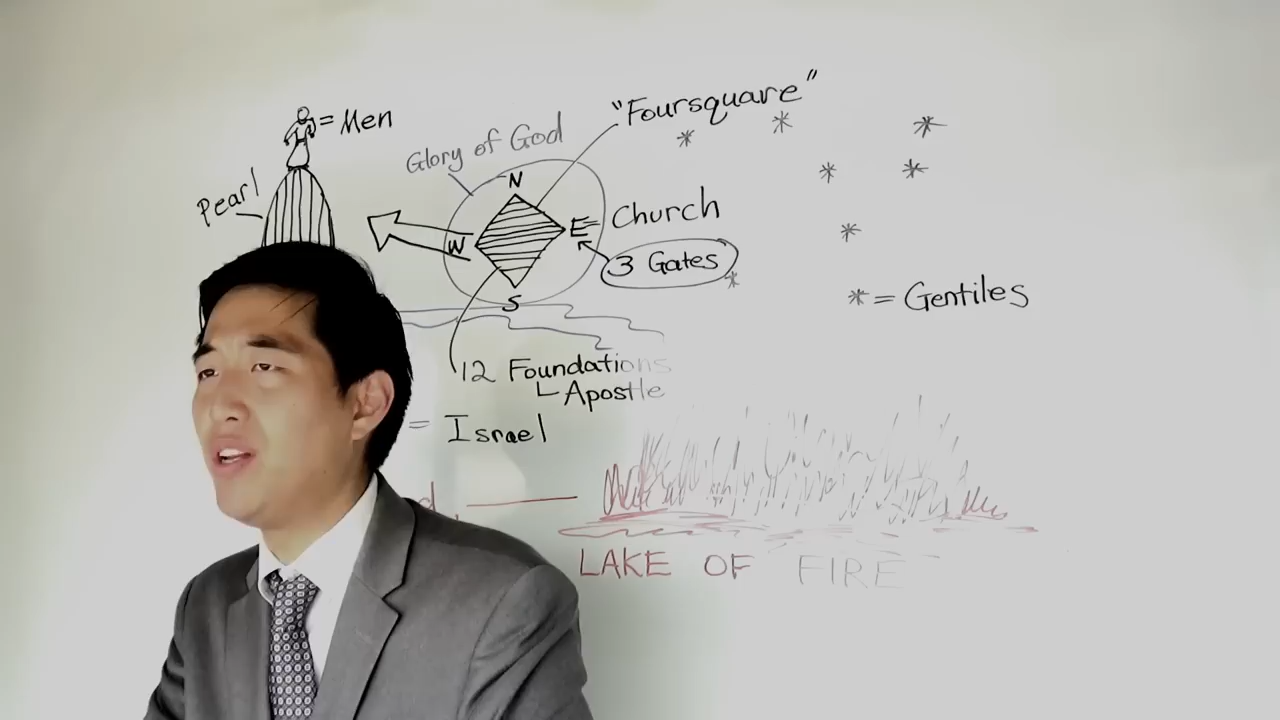 "Foursquare"
= Men
Glory of God
Pearl
N
W
E = Church
3 Gates
S
* = Gentiles
12 Foundations
Apostle
= Israel
LAKE OF FIRE